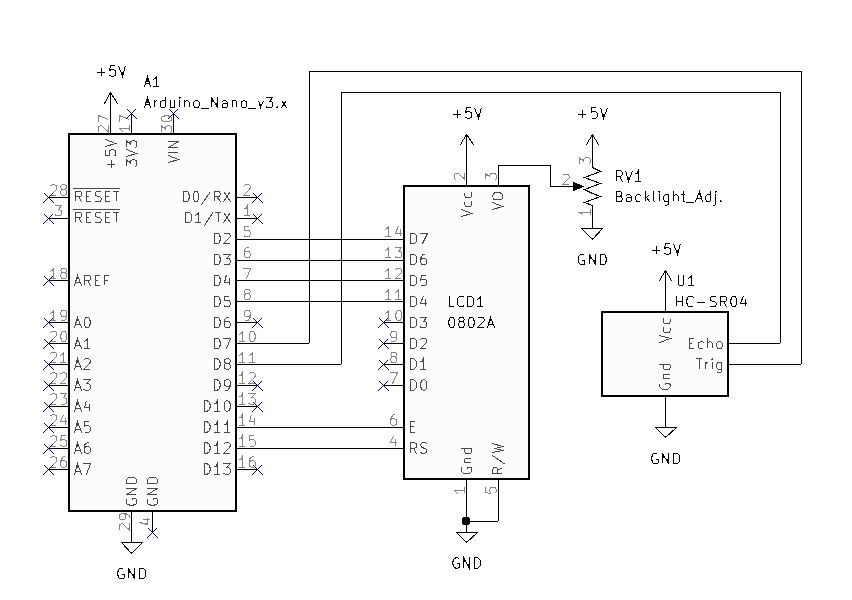 +5V
A1
Arduino_Nano_v3.x
27
17
30
+5V
3V3
VIN
28 RESET
3 RESET
18 AREF
19 A0
20 A1
21 A2
22 A3
23 A4
24 A5
25 A6
26 A7
D0/RX 2
D1/TX 1
D2 5
D3 6
D4 7
D5 8
D6 9
D7 10
D8 11
D9 12
D10 13
D11 14
D12 15
D13 16
GND
GND
29
4
GND
+5V
2
3
Vcc
VO
14 D7
13 D6
12 D5
11 D4
10 D3
9 D2
8 D1
7 D0
6 E
4 RS
LCD1
0802A
Gnd
R/W
1
5
GND
+5V
3
2
1
RV1
Backlight_Adj.
GND
+5V
U1
HC-SR04
Vcc
Echo
Trig
Gnd
GND